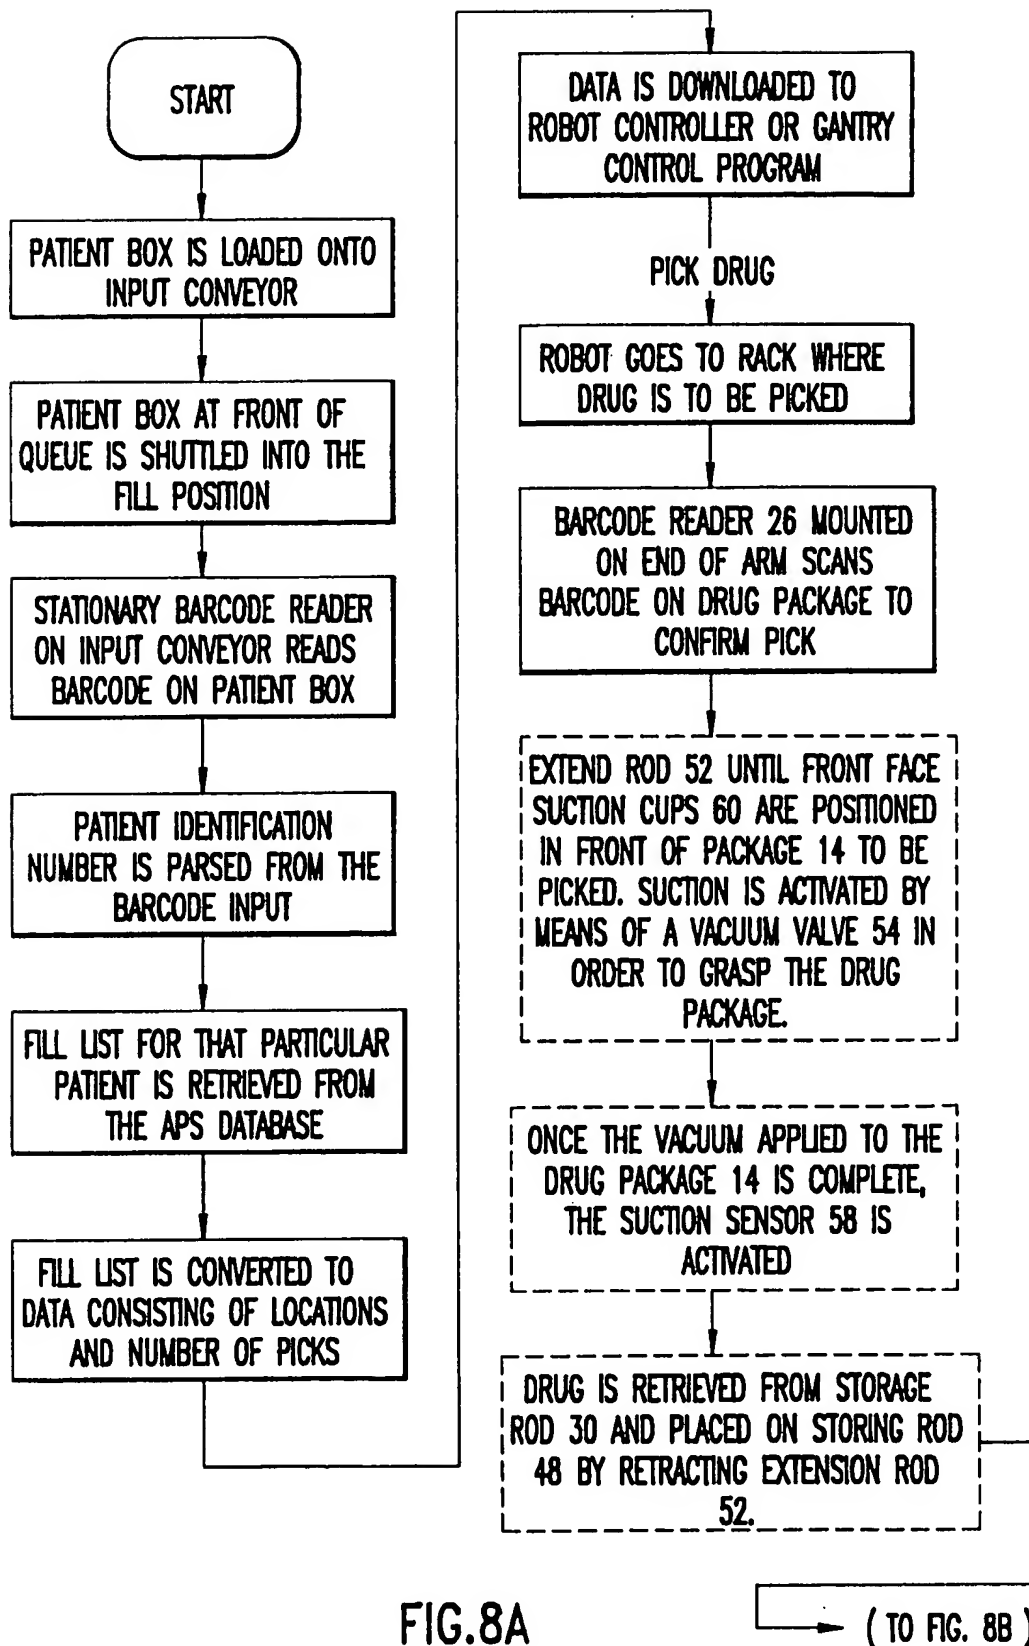 START
PATIENT BOX IS LOADED ONTO
INPUT CONVEYOR
PATIENT BOX AT FRONT OF
QUEUE IS SHUTTLED INTO THE
FILL POSITION
STATIONARY BARCODE READER
ON INPUT CONVEYOR READS
BARCODE ON PATIENT BOX
PATIENT IDENTIFICATION
NUMBER IS PARSED FROM THE
BARCODE INPUT
FILL LIST FOR THAT PARTICULAR
PATIENT IS RETRIEVED FROM
THE APS DATABASE
FILL LIST IS CONVERTED TO
DATA CONSISTING OF LOCATIONS
AND NUMBER OF PICKS
DATA IS DOWNLOADED TO
ROBOT CONTROLLER OR GANTRY
CONTROL PROGRAM
PICK DRUG
ROBOT GOES TO RACK WHERE
DRUG IS TO BE PICKED
BARCODE READER 26 MOUNTED
ON END OF ARM SCANS
BARCODE ON DRUG PACKAGE TO
CONFIRM PICK
EXTEND ROD 52 UNTIL FRONT FACE
SUCTION CUPS 60 ARE POSITIONED
IN FRONT OF PACKAGE 14 TO BE
PICKED. SUCTION IS ACTIVATED BY
MEANS OF A VACUUM VALVE 54 IN
ORDER TO GRASP THE DRUG
PACKAGE.
ONCE THE VACUUM APPLIED TO THE
DRUG PACKAGE 14 IS COMPLETE,
THE SUCTION SENSOR 58 IS
ACTIVATED
DRUG IS RETRIEVED FROM STORAGE
ROD 30 AND PLACED ON STORING ROD
48 BY RETRACTING EXTENSION ROD
52.
FIG.8A
( TO FIG. 8B )